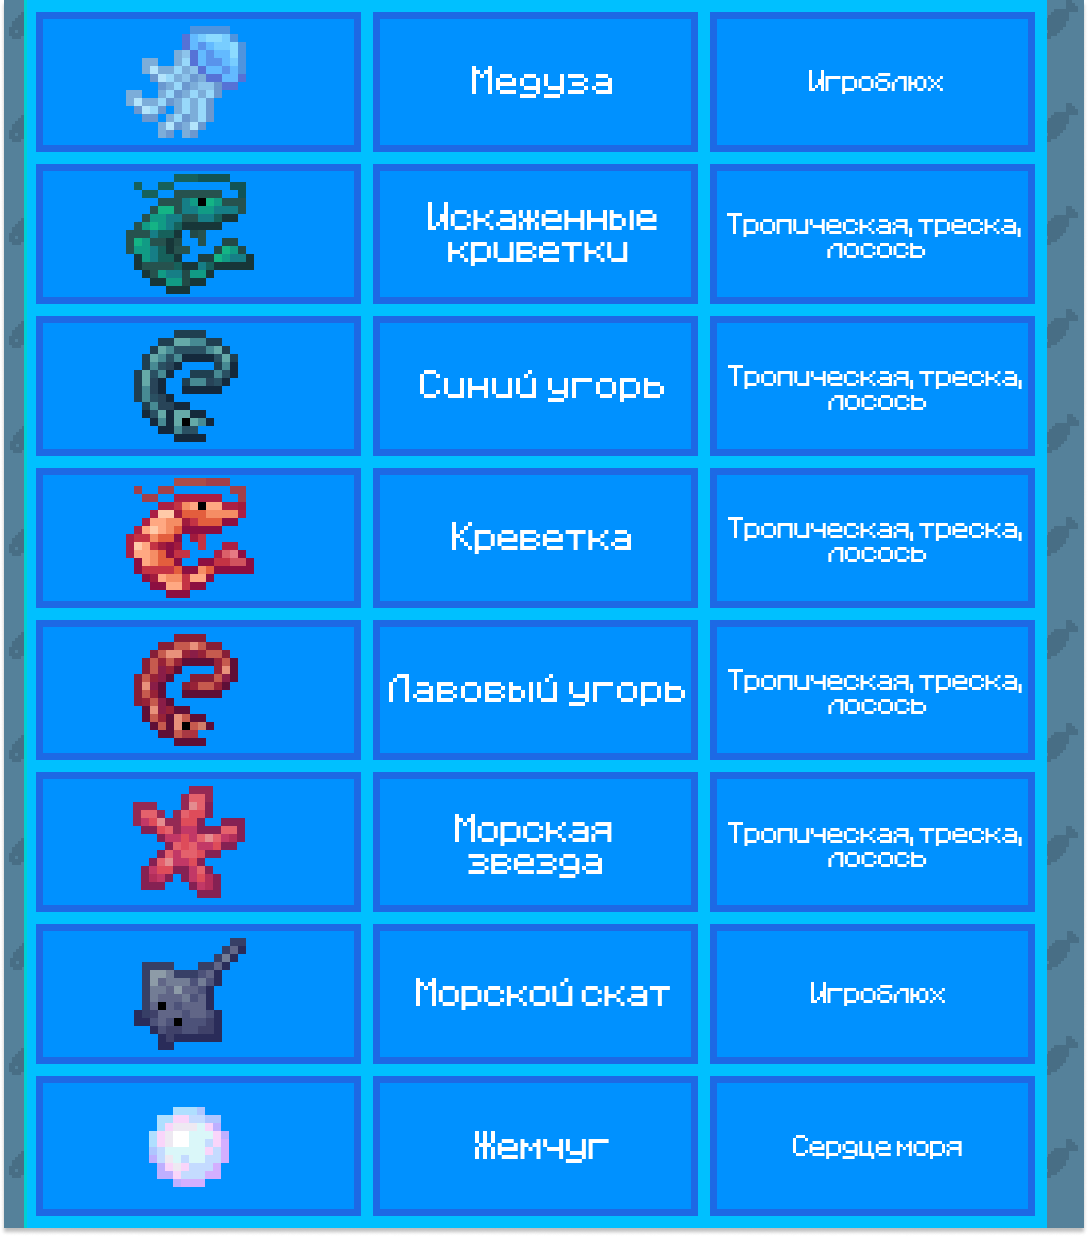 Медуза
Игроблюх
Искаженные
криветки
Тропическая, треска,
лосось
Синий угорь
Тропическая, треска,
лосось
Креветка
Тропическая, треска,
лосось
Лавовый угорь
Тропическая, треска,
лосось
Морская
звезда
Тропическая, треска,
лосось
Морской скат
Игроблюх
Жемчуг
Сердце моря